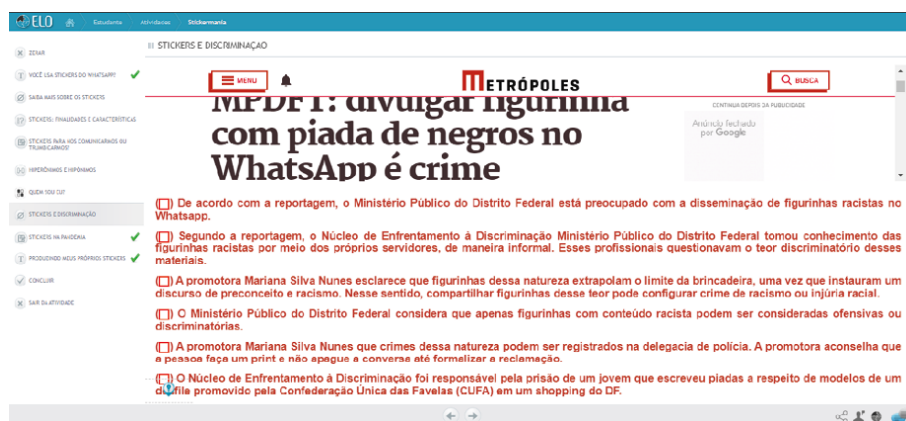 ELO Estudante Atividades Stickermania
ZERAR
VOCÊ USA STICKERS DO WHATSAPP?
SAIBA MAIS SOBRE OS STICKERS
STICKERS: FINALIDADES E CARACTERÍSTICAS
STICKERS PARA NOS COMUNICARMOS OU
TRUMBICARMOS?
HIPERÔNIMOS E HIPÔNIMOS
QUEM SOU EU?
STICKERS E DISCRIMINAÇÃO
STICKERS NA PANDEMIA
PRODUZINDO MEUS PRÓPRIOS STICKERS
CONCLUIR
SAIR DA ATIVIDADE
STICKERS E DISCRIMINAÇÃO
MENU METRÓPOLES BUSCA
MPDFT: divulgar figurinha
com piada de negros no
WhatsApp é crime
CONTINUA DEPOIS DA PUBLICIDADE
Anúncio fechado
por Google
( ) De acordo com a reportagem, o Ministério Público do Distrito Federal está preocupado com a disseminação de figurinhas racistas no
Whatsapp.
( ) Segundo a reportagem, o Núcleo de Enfrentamento à Discriminação Ministério Público do Distrito Federal tomou conhecimento das
figurinhas racistas por meio dos próprios servidores, de maneira informal. Esses profissionais questionavam o teor discriminatório desses
materiais.
( ) A promotora Mariana Silva Nunes esclarece que figurinhas dessa natureza extrapolam o limite da brincadeira, uma vez que instauram um
discurso de preconceito e racismo. Nesse sentido, compartilhar figurinhas desse teor pode configurar crime de racismo ou injúria racial.
( ) O Ministério Público do Distrito Federal considera que apenas figurinhas com conteúdo racista podem ser consideradas ofensivas ou
discriminatórias.
( ) A promotora Mariana Silva Nunes que crimes dessa natureza podem ser registrados na delegacia de polícia. A promotora aconselha que
a pessoa faça um print e não apague a conversa até formalizar a reclamação.
( ) O Núcleo de Enfrentamento à Discriminação foi responsável pela prisão de um jovem que escreveu piadas a respeito de modelos de um
desfile promovido pela Confederação Única das Favelas (CUFA) em um shopping do DF.